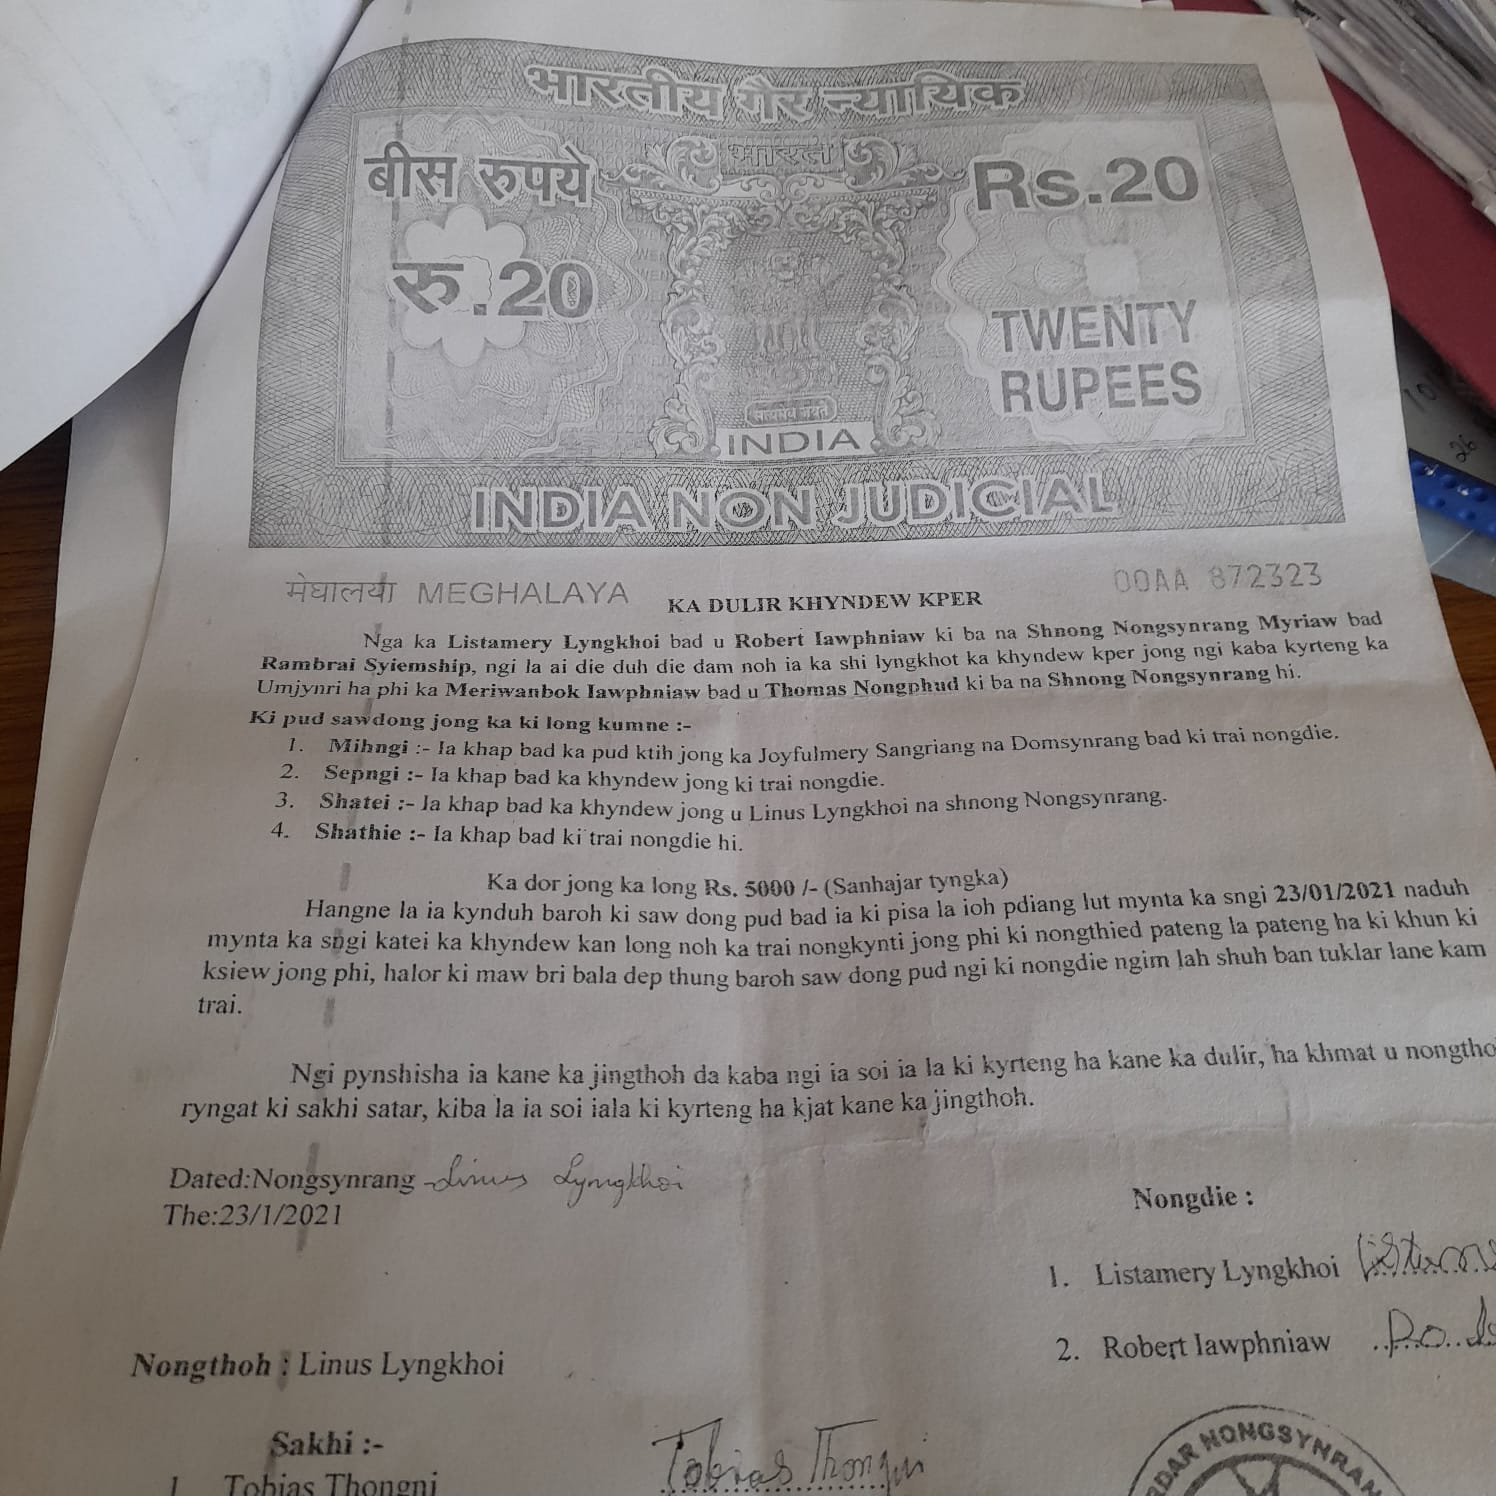 भारतीय गैर न्यायिक
भारत
बीस रुपये
Rs.20
रु.20
TWENTY
RUPEES
सत्यमेव जयते
INDIA
INDIA NON JUDICIAL
मेघालया MEGHALAYA
00AA 872323
KA DULIR KHYNDEW KPER
Nga ka Listamery Lyngkhoi bad u Robert Iawphniaw ki ba na Shnong Nongsynrang Myriaw bad
Rambrai Syiemship, ngi la ai die duh die dam noh ia ka shi lyngkhot ka khyndew kper jong ngi kaba kyrteng ka
Umjynri ha phi ka Meriwanbok Iawphniaw bad u Thomas Nongphud ki ba na Shnong Nongsynrang hi.
Ki pud sawdong jong ka ki long kumne :-
1. Mihngi :- Ia khap bad ka pud ktih jong ka Joyfulmery Sangriang na Domsynrang bad ki trai nongdie.
2. Sepngi :- Ia khap bad ka khyndew jong ki trai nongdie.
3. Shatei :- Ia khap bad ka khyndew jong u Linus Lyngkhoi na shnong Nongsynrang.
4. Shathie :- Ia khap bad ki trai nongdie hi.
Ka dor jong ka long Rs. 5000 /- (Sanhajar tyngka)
Hangne la ia kynduh baroh ki saw dong pud bad ia ki pisa la ioh pdiang lut mynta ka sngi 23/01/2021 naduh
mynta ka sngi katei ka khyndew kan long noh ka trai nongkynti jong phi ki nongthied pateng la pateng ha ki khun ki
ksiew jong phi, halor ki maw bri bala dep thung baroh saw dong pud ngi ki nongdie ngim lah shuh ban tuklar lane kam
trai.
Ngi pynshisha ia kane ka jingthoh da kaba ngi ia soi ia la ki kyrteng ha kane ka dulir, ha khmat u nongtho
ryngat ki sakhi satar, kiba la ia soi iala ki kyrteng ha kjat kane ka jingthoh.
Dated:Nongsynrang Linus Lyngkhoi
The:23/1/2021
Nongdie :
1. Listamery Lyngkhoi
2. Robert Iawphniaw
Nongthoh : Linus Lyngkhoi
Sakhi :-
1 Tobias Thongni Tobias Thongni
RDAR NONGSYNRAN